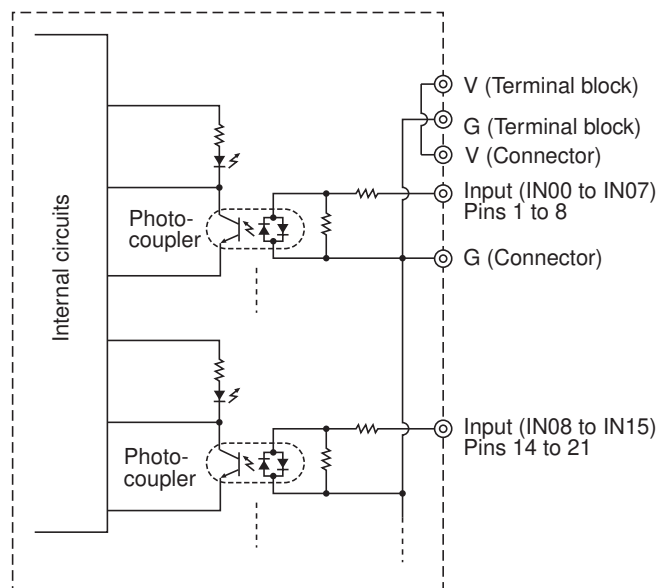 V (Terminal block)
G (Terminal block)
V (Connector)
Input (IN00 to IN07)
Pins 1 to 8
Photo-
coupler
G (Connector)
Internal circuits
Input (IN08 to IN15)
Pins 14 to 21
Photo-
coupler